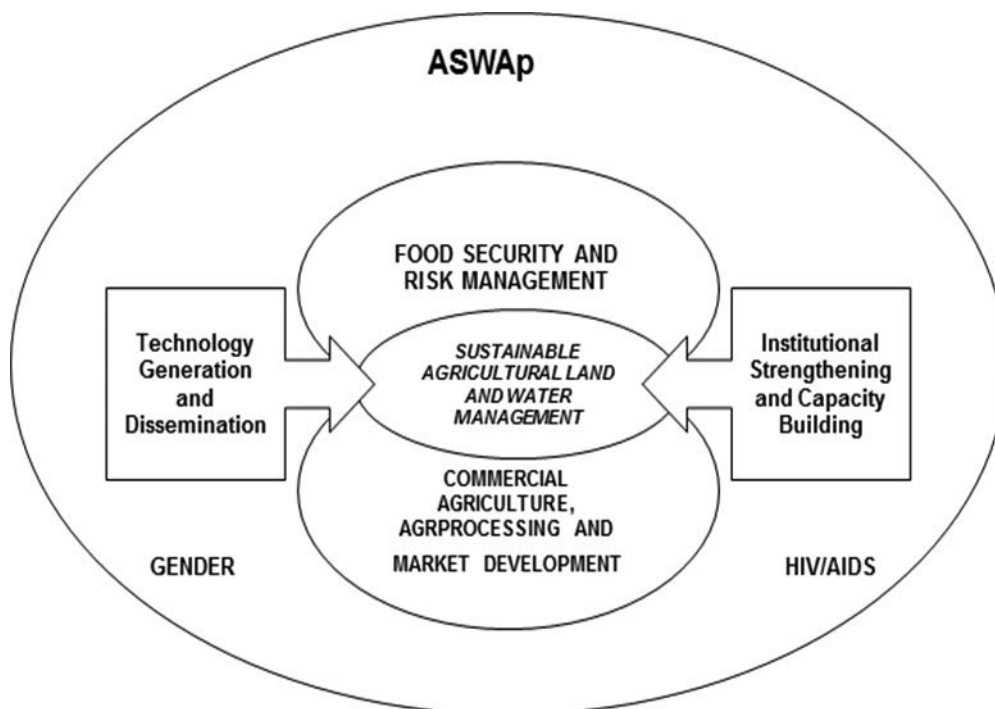 ASWAp
FOOD SECURITY AND
RISK MANAGEMENT
Technology
Generation
and
Dissemination
SUSTAINABLE
AGRICULTURAL LAND
AND WATER
MANAGEMENT
Institutional
Strengthening
and Capacity
Building
COMMERCIAL
AGRICULTURE,
AGRPROCESSING AND
MARKET DEVELOPMENT
GENDER
HIV/AIDS